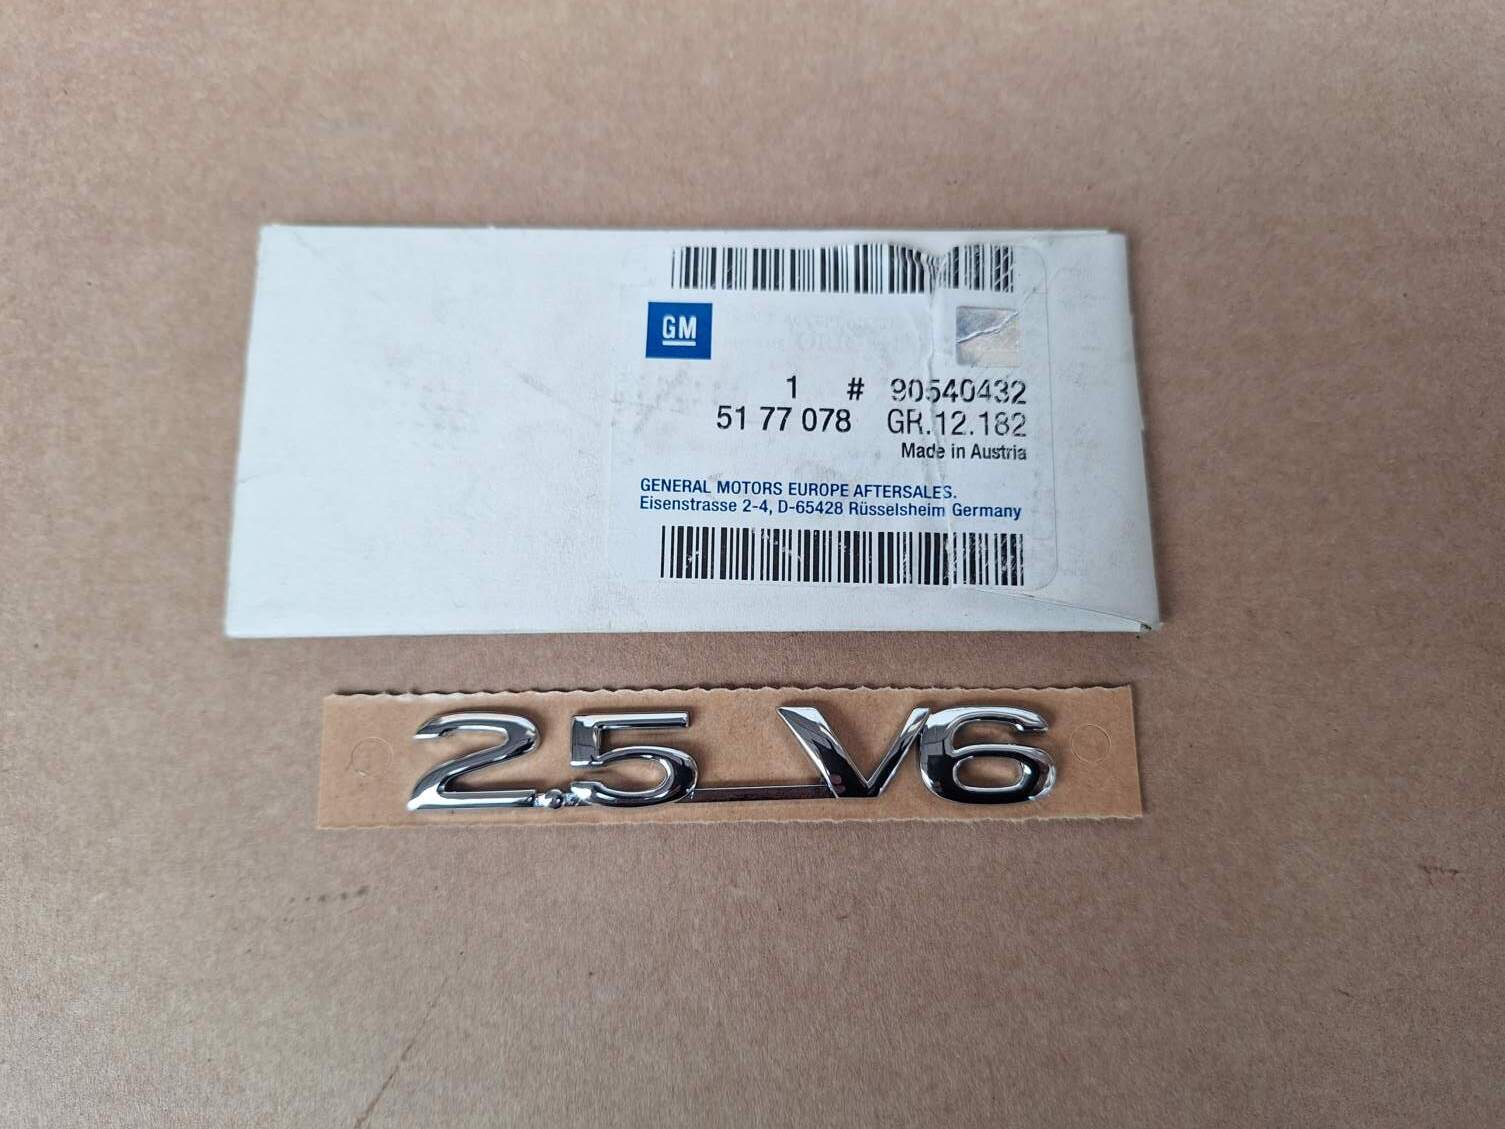 GM
1 # 90540432
51 77 078 GR.12.182
Made in Austria
GENERAL MOTORS EUROPE AFTERSALES.
Eisenstrasse 2-4, D-65428 Rüsselsheim Germany
2.5 V6